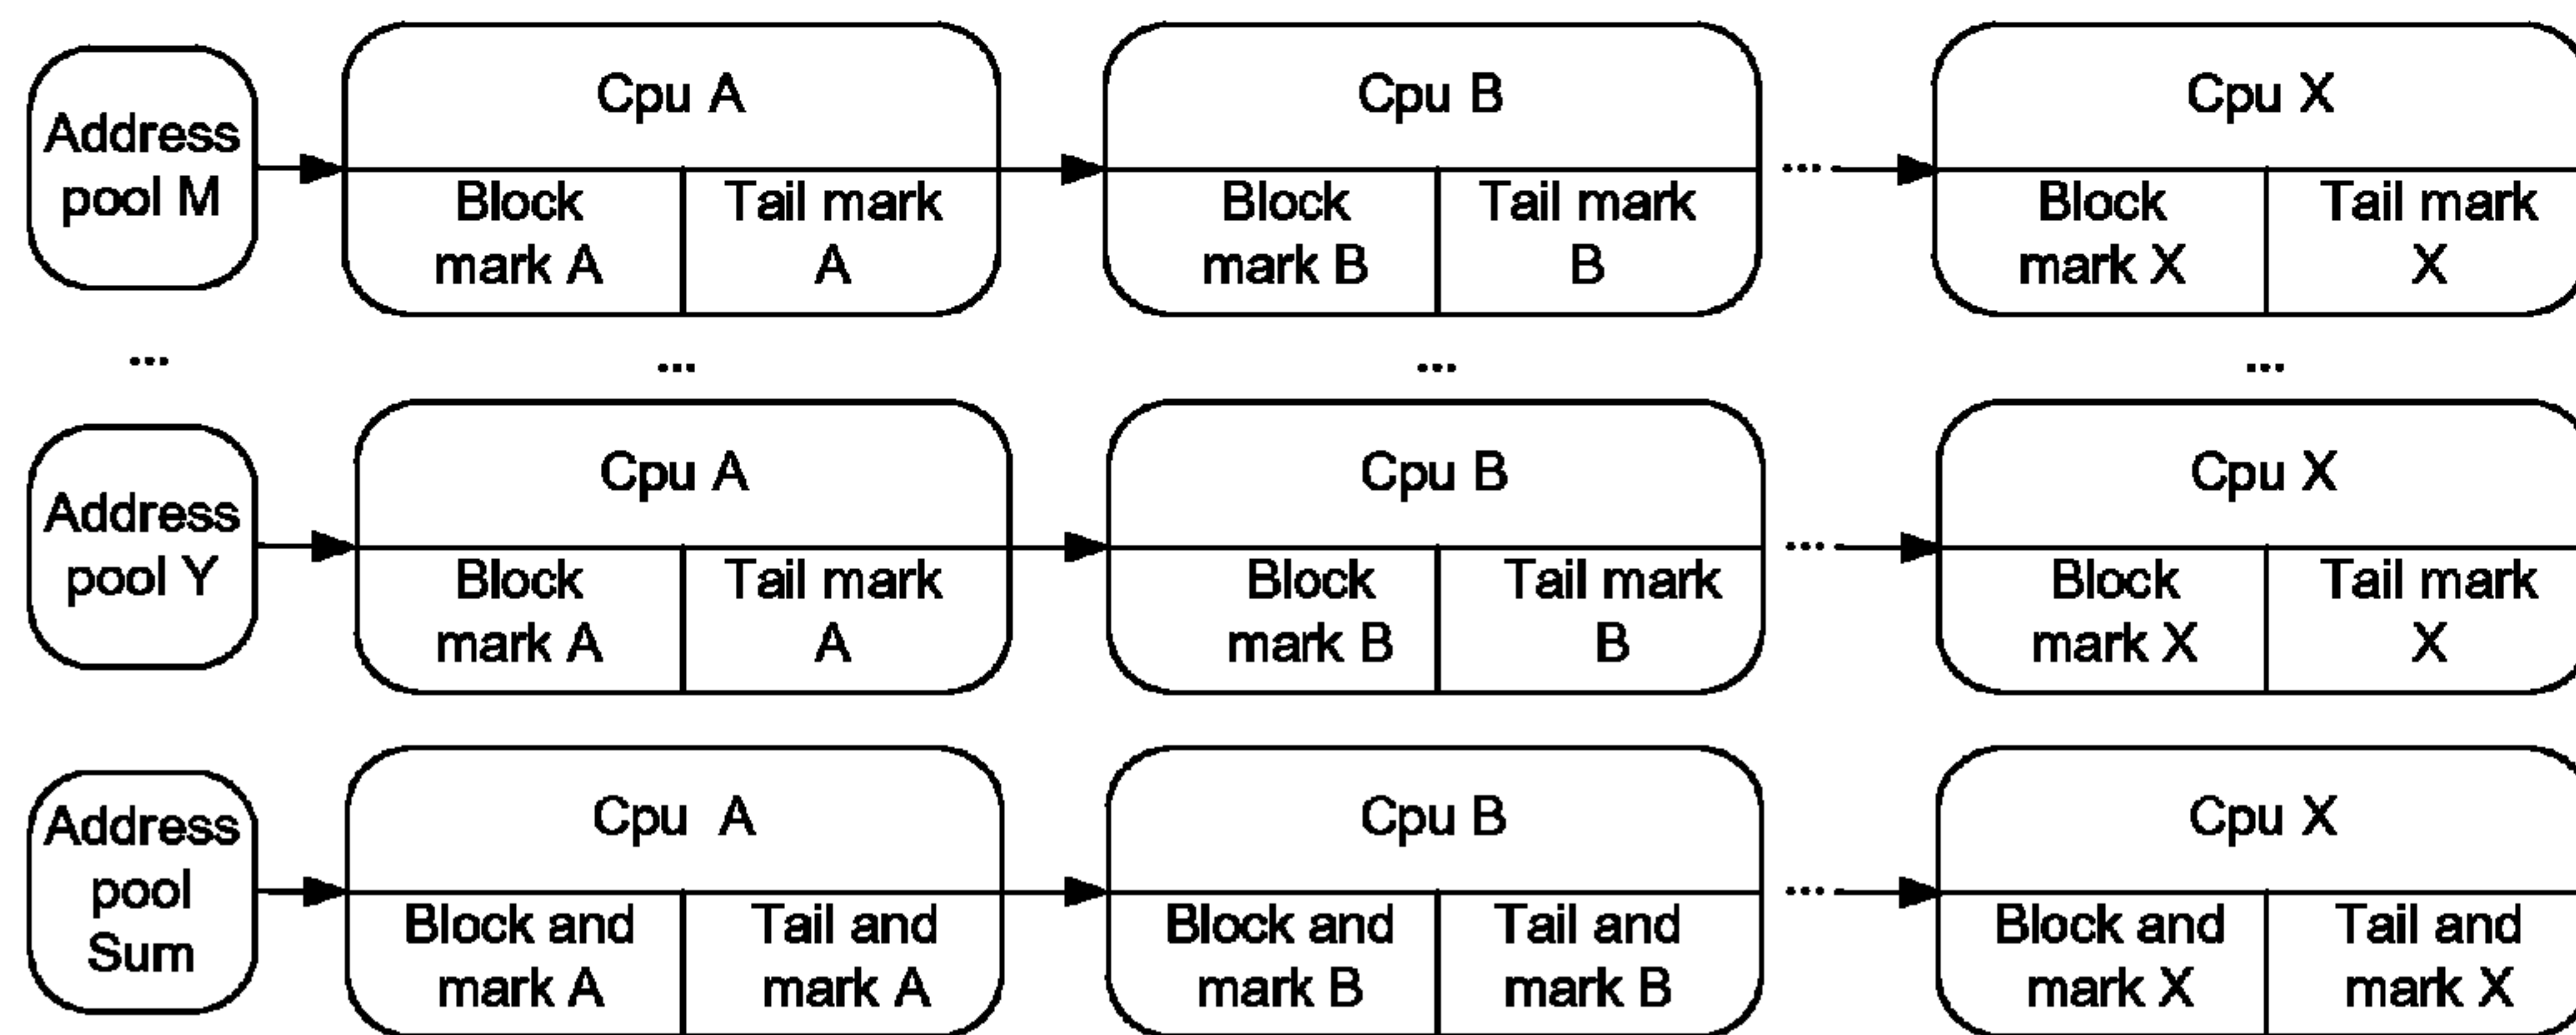 Address
pool M
Cpu A
Block
mark A
Tail mark
A
Cpu B
Block
mark B
Tail mark
B
...
Cpu X
Block
mark X
Tail mark
X
...
...
...
...
Address
pool Y
Cpu A
Block
mark A
Tail mark
A
Cpu B
Block
mark B
Tail mark
B
...
Cpu X
Block
mark X
Tail mark
X
Address
pool
Sum
Cpu A
Block and
mark A
Tail and
mark A
Cpu B
Block and
mark B
Tail and
mark B
...
Cpu X
Block and
mark X
Tail and
mark X